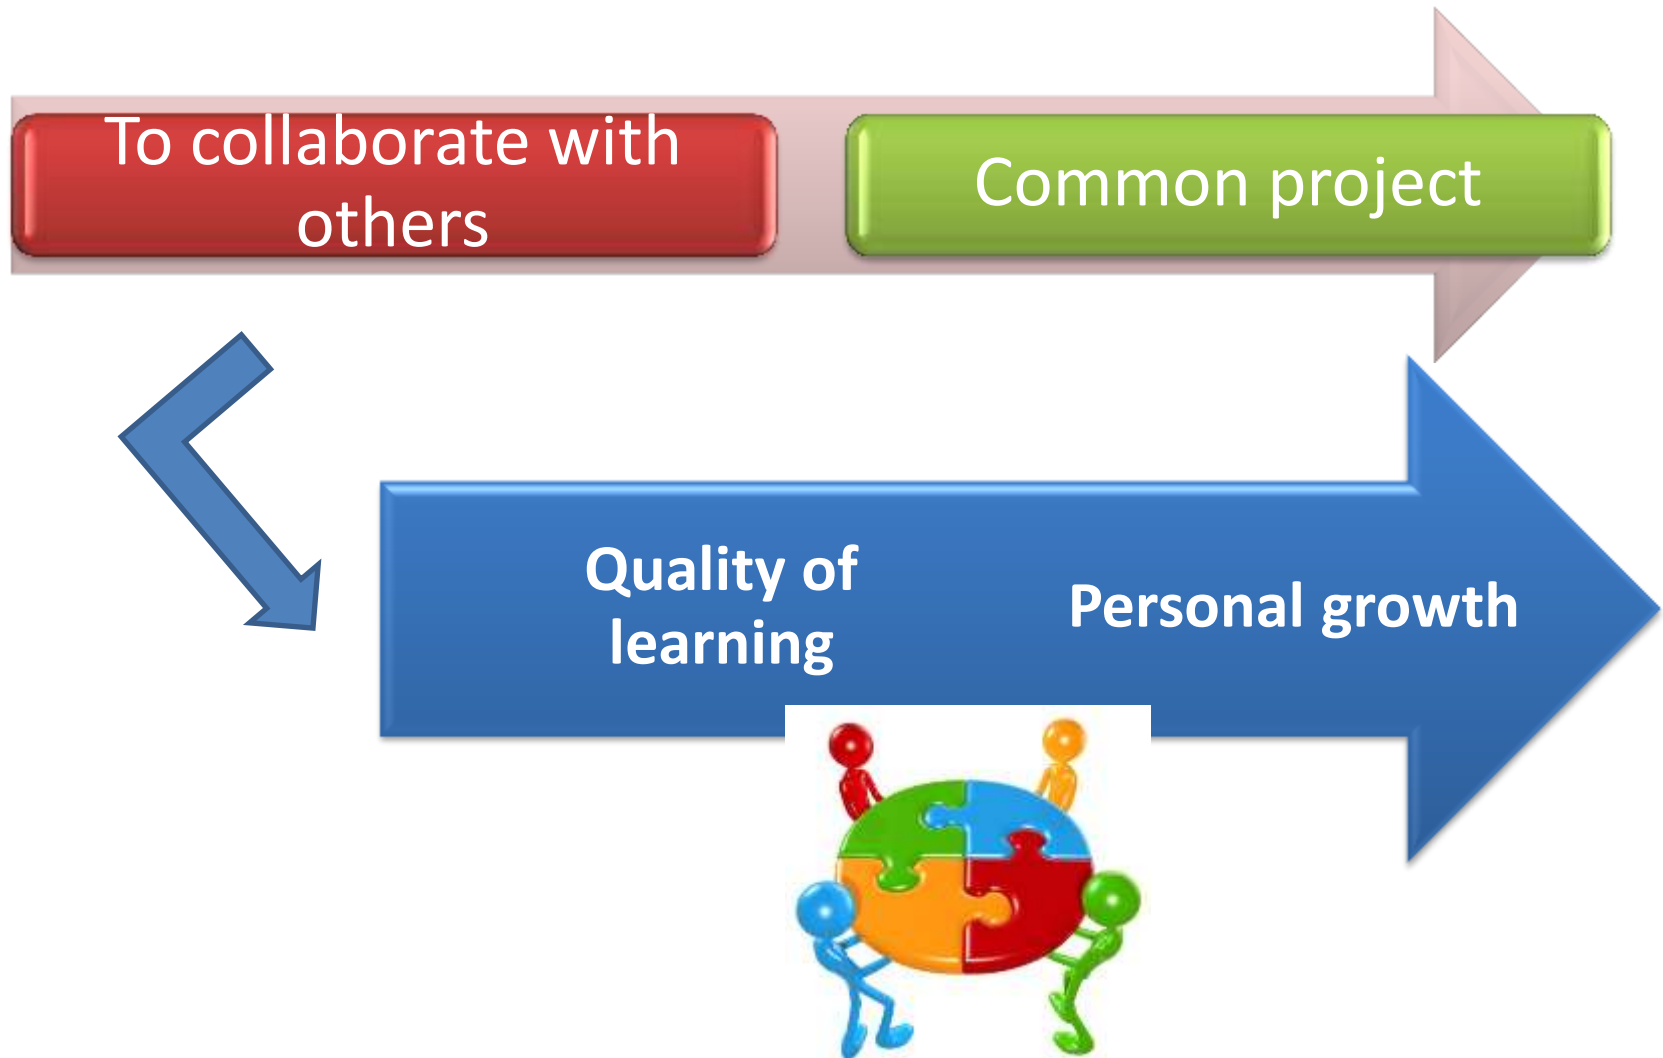 To collaborate with
others
Common project
Quality of
learning
Personal growth